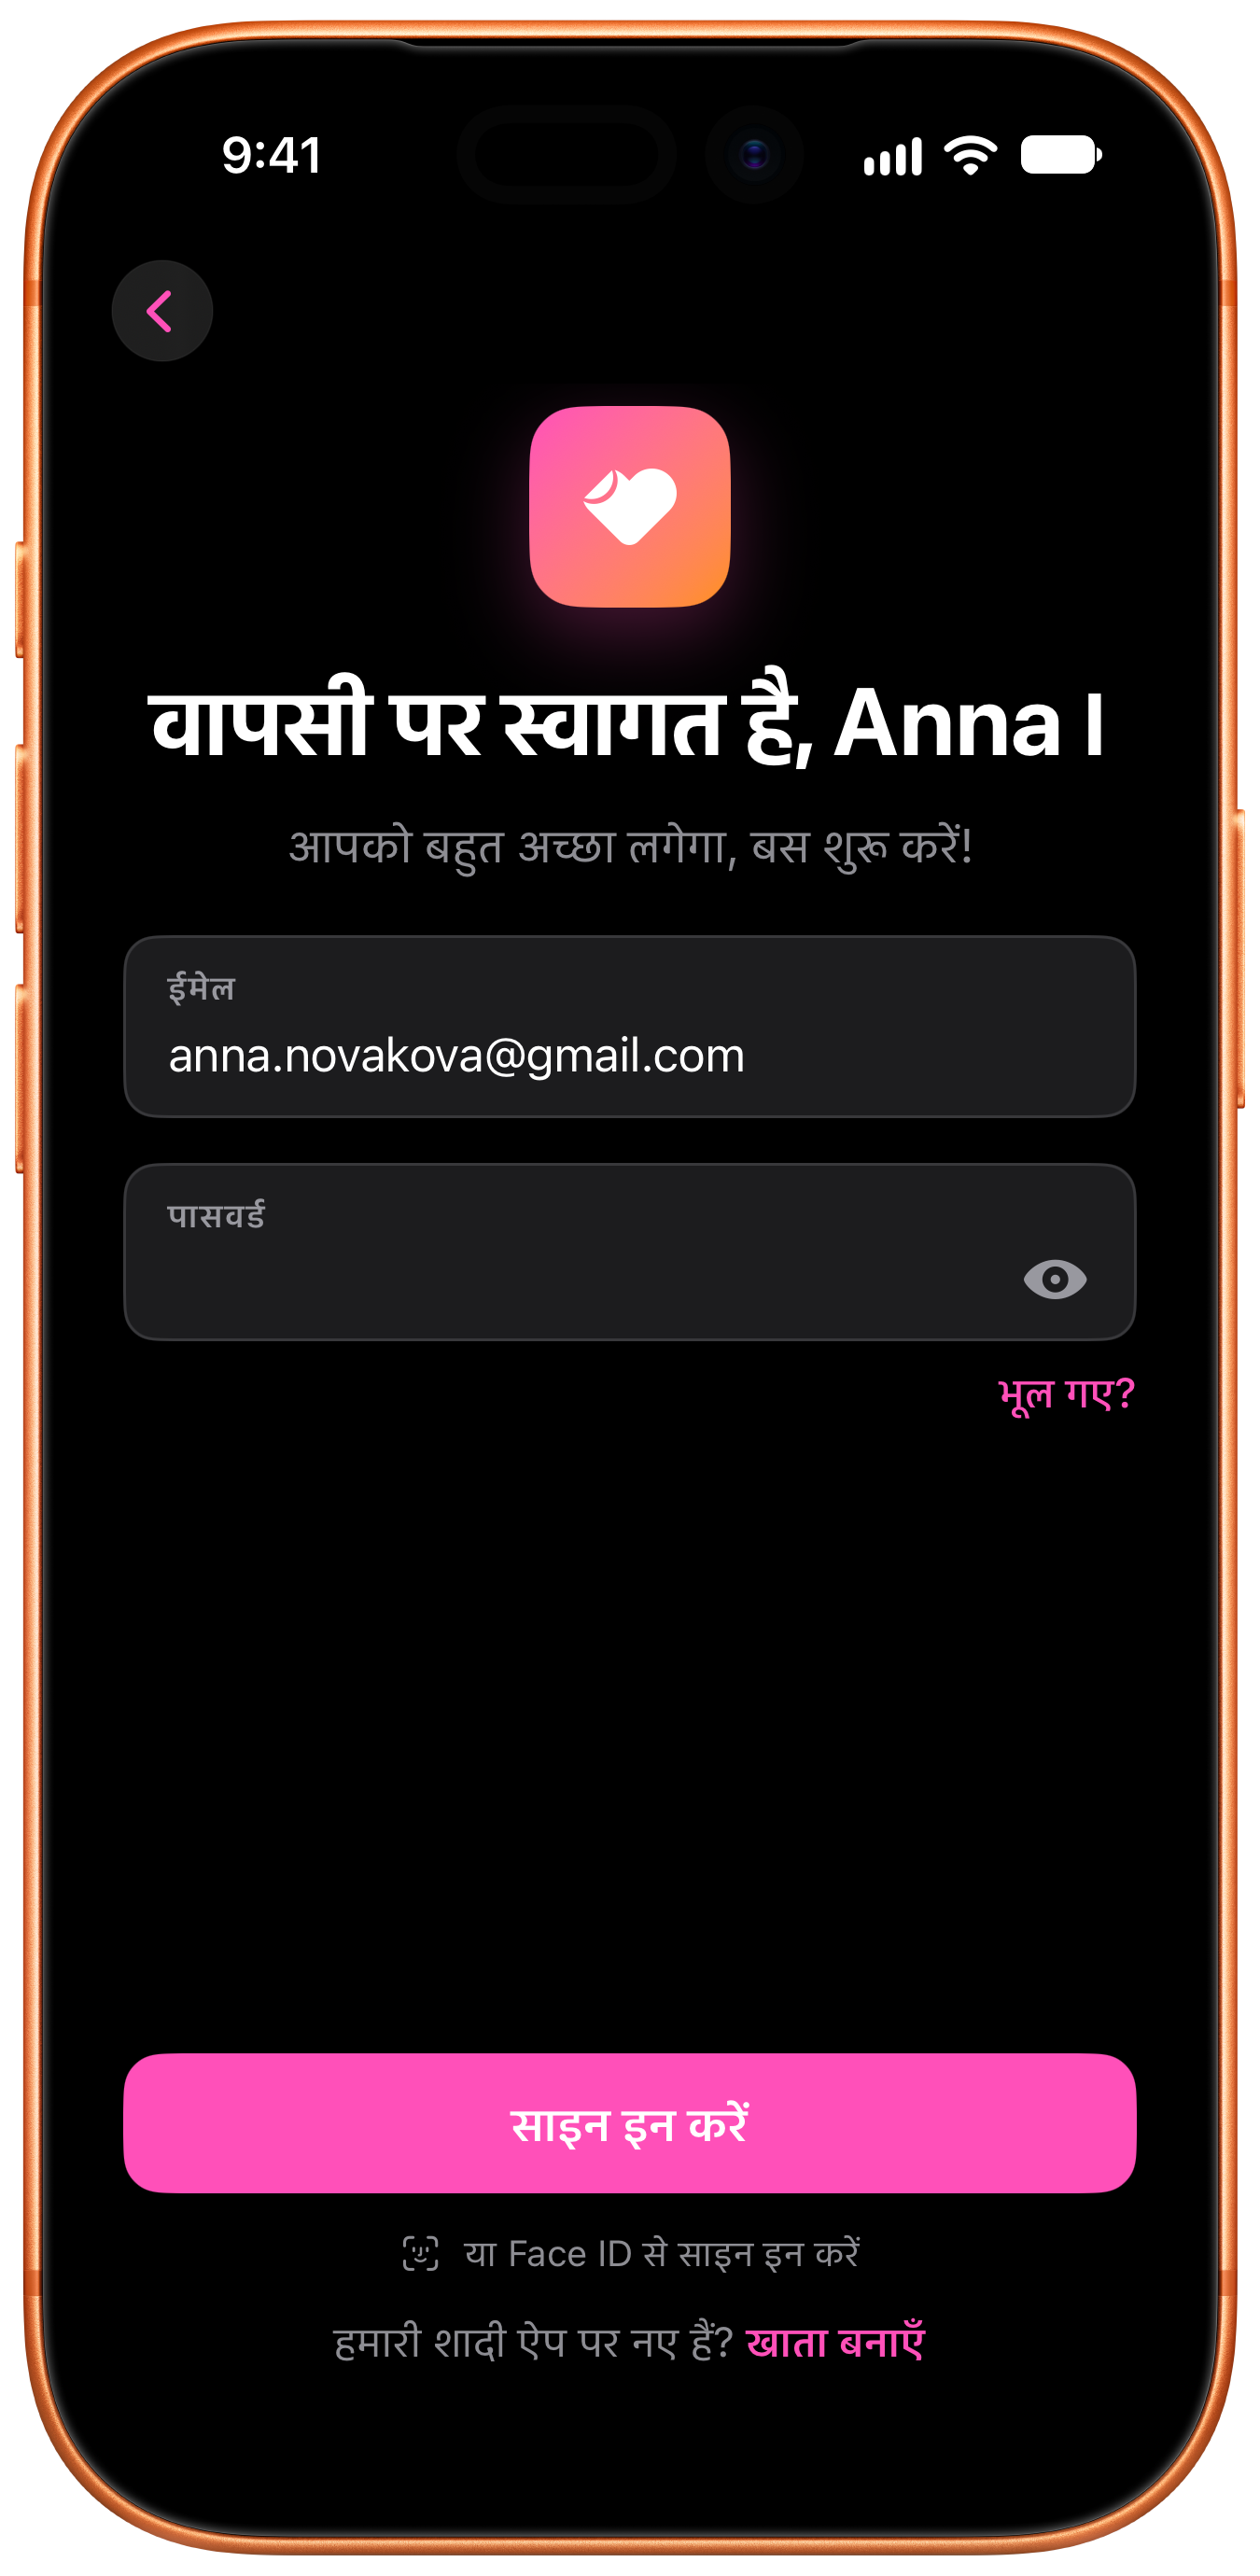 9:41
वापसी पर स्वागत है, Anna।
आपको बहुत अच्छा लगेगा, बस शुरू करें!
ईमेल
anna.novakova@gmail.com
पासवर्ड
भूल गए?
साइन इन करें
या Face ID से साइन इन करें
हमारी शादी ऐप पर नए हैं? खाता बनाएँ